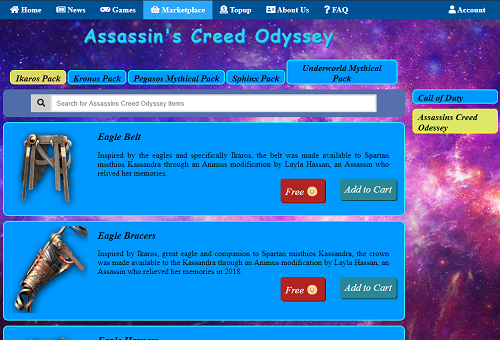 Home News Games Marketplace Topup About Us FAQ Account
Assassin's Creed Odyssey
Ikaros Pack Kronos Pack Pegasos Mythical Pack Sphinx Pack Underworld Mythical
Pack
Search for Assassins Creed Odyssey items
Call of Duty
Assassins Creed
Odessey
Eagle Belt
Inspired by the eagles and specifically Ikaros, the belt was made available to Spartan
misthios Kassandra through an Animus modification by Layla Hassan, an Assassin who
relived her memories.
Free Add to Cart
Eagle Bracers
Inspired by Ikaros, great eagle and companion to Spartan misthios Kassandra, the crown
was made available to the Kassandra through an Animus modification by Layla Hassan, an
Assassin who relieved her memories in 2018.
Free Add to Cart